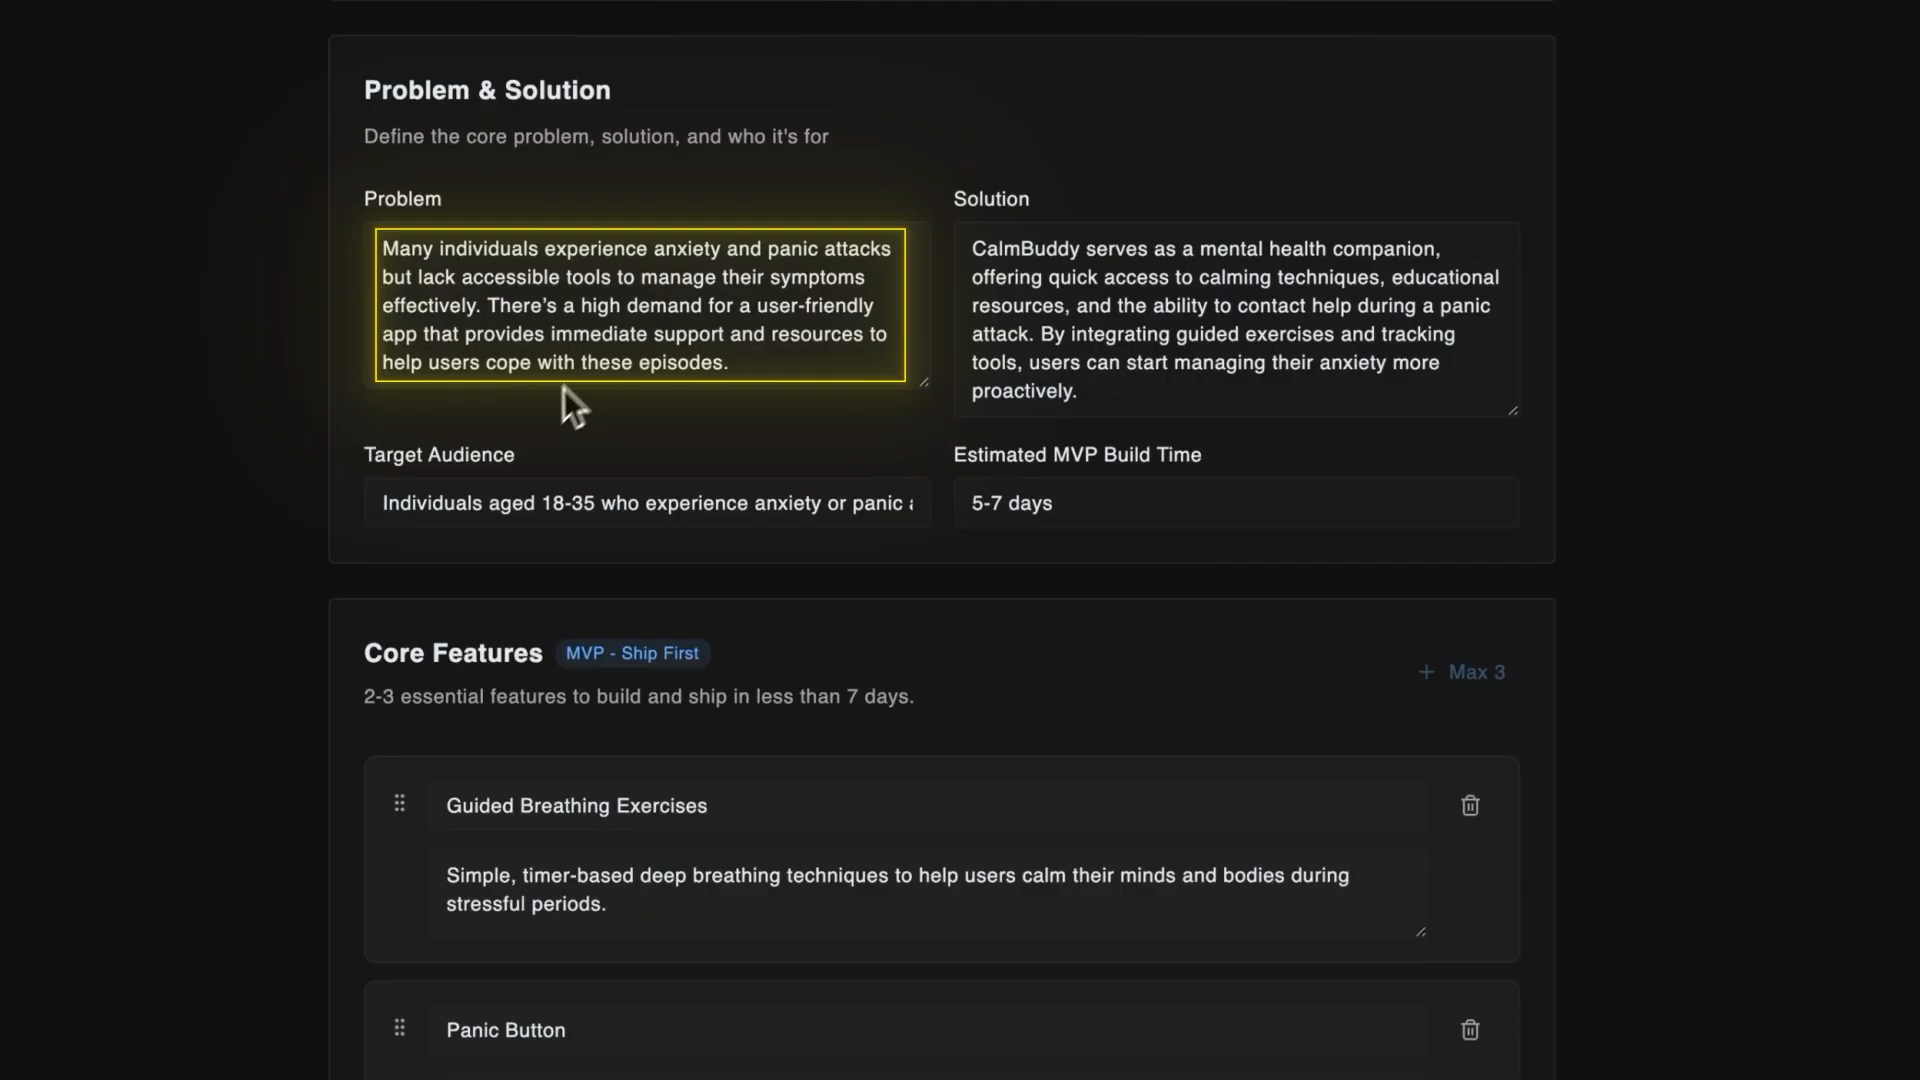 Problem & Solution
Define the core problem, solution, and who it's for
Problem
Many individuals experience anxiety and panic attacks
but lack accessible tools to manage their symptoms
effectively. There's a high demand for a user-friendly
app that provides immediate support and resources to
help users cope with these episodes.
Solution
CalmBuddy serves as a mental health companion,
offering quick access to calming techniques, educational
resources, and the ability to contact help during a panic
attack. By integrating guided exercises and tracking
tools, users can start managing their anxiety more
proactively.
Target Audience
Individuals aged 18-35 who experience anxiety or panic
Estimated MVP Build Time
5-7 days
Core Features
MVP - Ship First
+ Max 3
2-3 essential features to build and ship in less than 7 days.
Guided Breathing Exercises
Simple, timer-based deep breathing techniques to help users calm their minds and bodies during
stressful periods.
Panic Button